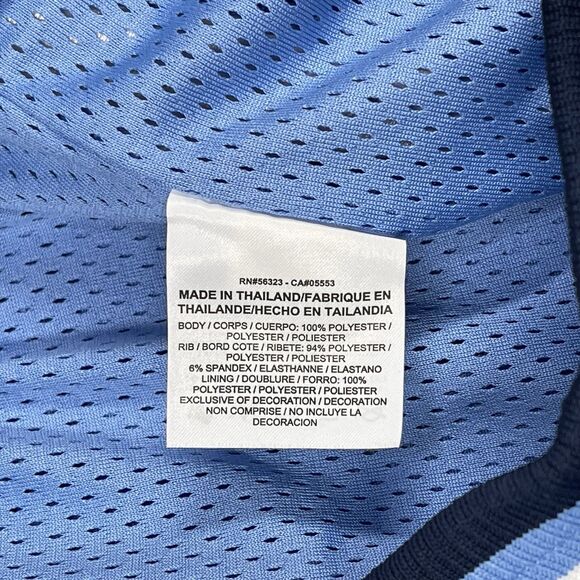 RN#56323 - CA#05553
MADE IN THAILAND/FABRIQUE EN
THAILANDE/HECHO EN TAILANDIA
BODY / CORPS / CUERPO: 100% POLYESTER /
POLYESTER / POLIESTER
RIB / BORD COTE / RIBETE: 94% POLYESTER /
POLYESTER / POLIESTER
6% SPANDEX / ELASTHANNE / ELASTANO
LINING / DOUBLURE / FORRO: 100%
POLYESTER / POLYESTER / POLIESTER
EXCLUSIVE OF DECORATION / DECORATION
NON COMPRISE / NO INCLUYE LA
DECORACION